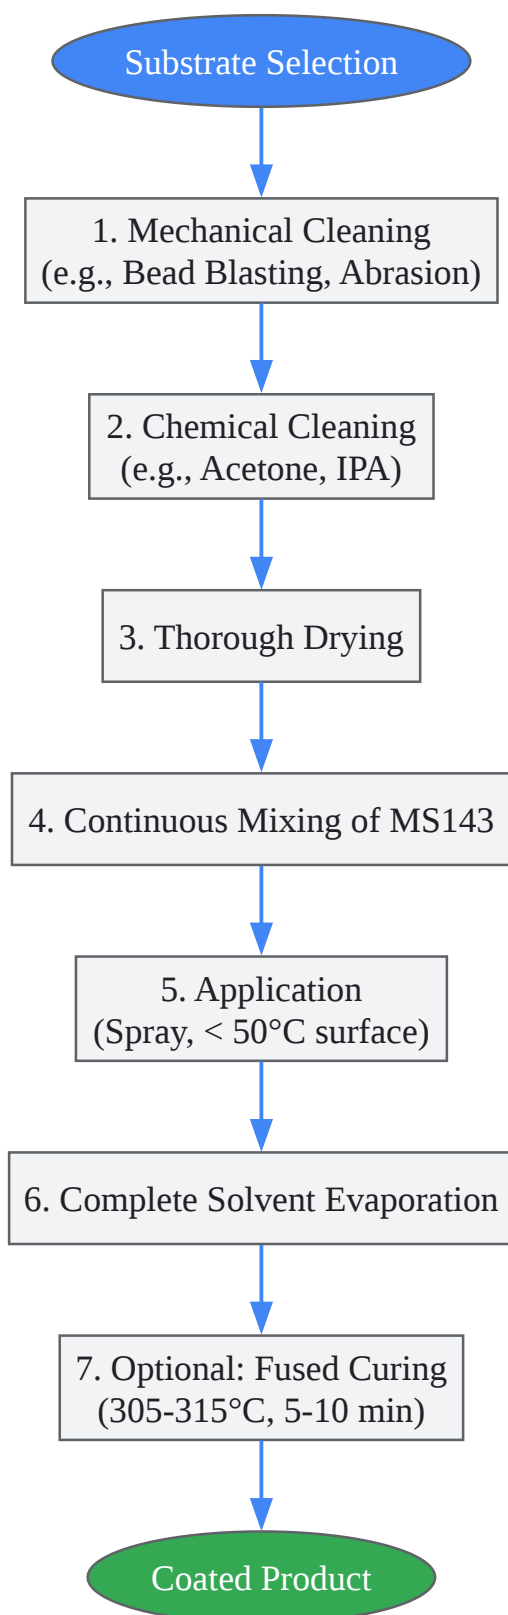 Substrate Selection
1. Mechanical Cleaning
(e.g., Bead Blasting, Abrasion)
2. Chemical Cleaning
(e.g., Acetone, IPA)
3. Thorough Drying
4. Continuous Mixing of MS143
5. Application
(Spray, < 50°C surface)
6. Complete Solvent Evaporation
7. Optional: Fused Curing
(305-315°C, 5-10 min)
Coated Product